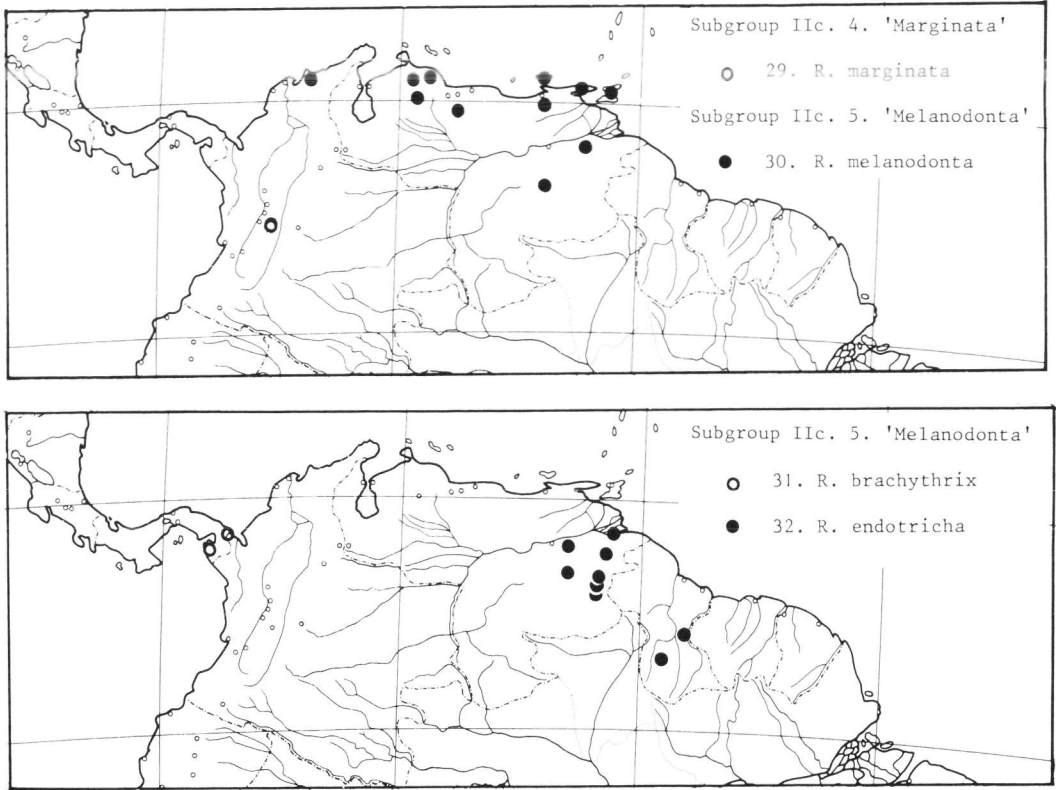 Subgroup IIc. 4. 'Marginata'
29. R. marginata
Subgroup IIc. 5. 'Melanodonta'
30. R. melanodonta
Subgroup IIc. 5. 'Melanodonta'
31. R. brachythrix
32. R. endotricha